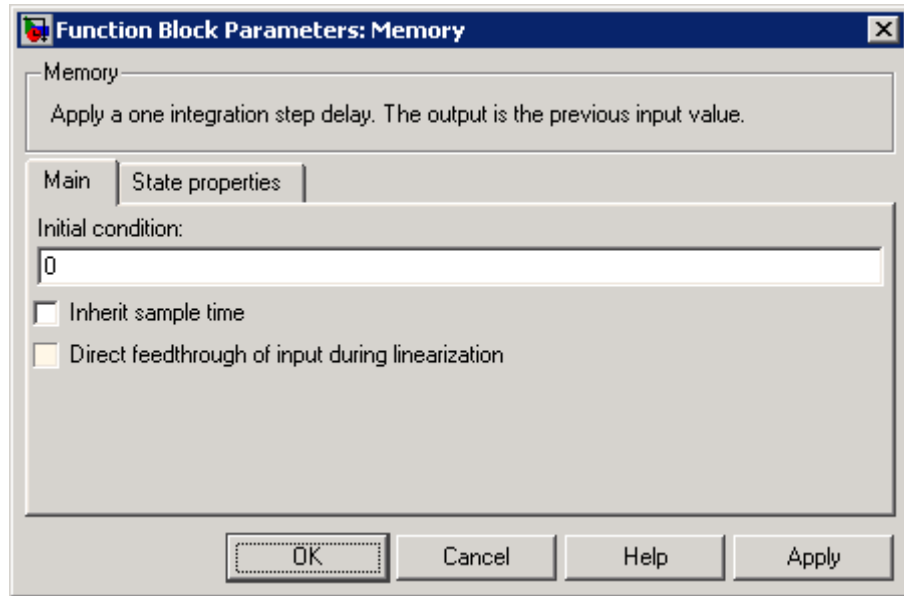 Function Block Parameters: Memory
Memory
Apply a one integration step delay. The output is the previous input value.
Main State properties
Initial condition:
0
Inherit sample time
Direct feedthrough of input during linearization
OK Cancel Help Apply